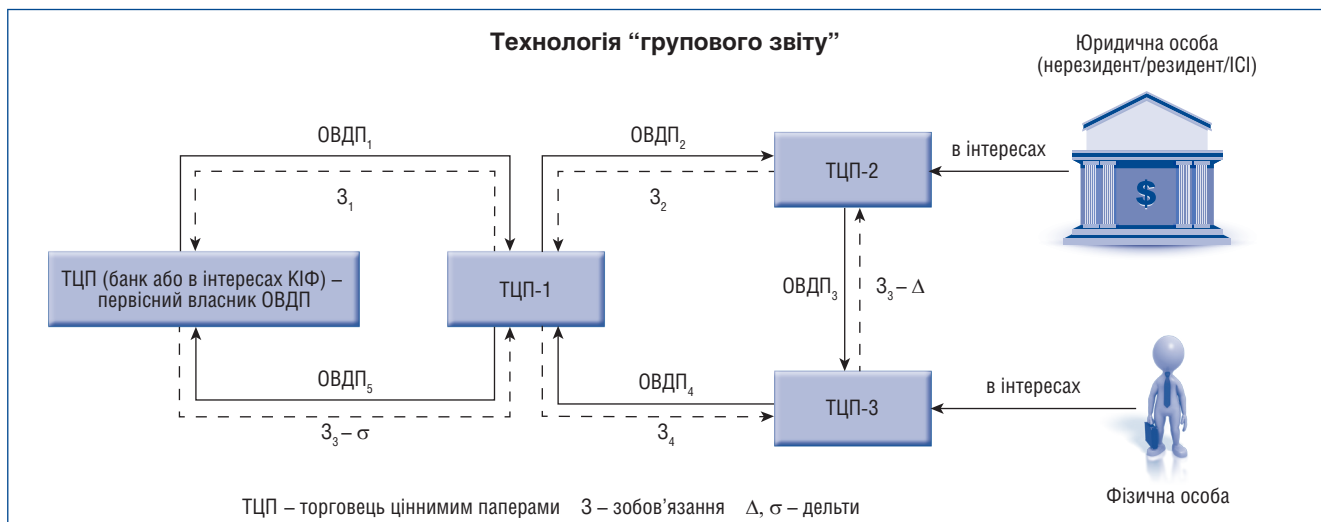 Технологія “групового звіту”
Юридична особа
(нерезидент/резидент/ІСІ)
ОВДП₁
ОВДП₂
ТЦП-2
в інтересах
$
З₁
З₂
ТЦП (банк або в інтересах КІФ) –
первісний власник ОВДП
ТЦП-1
ОВДП₃
З₃ – Δ
ОВДП₅
ОВДП₄
ТЦП-3
в інтересах
З₃ – σ
З₄
Фізична особа
ТЦП – торговець цінними паперами З – зобов’язання Δ, σ – дельти